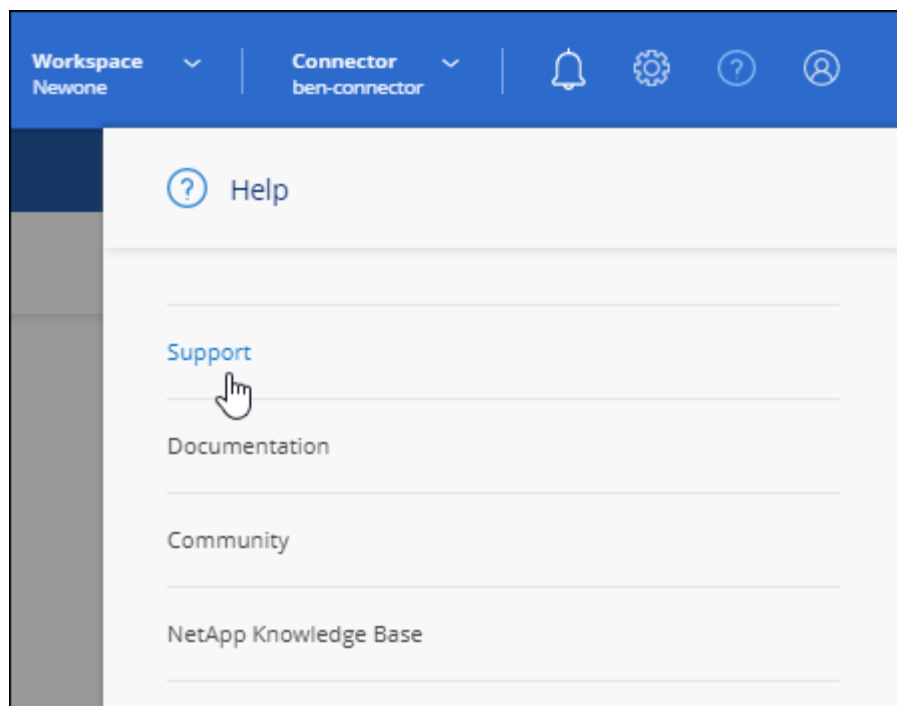 Workspace
Newone
Connector
ben-connector
Help
Support
Documentation
Community
NetApp Knowledge Base